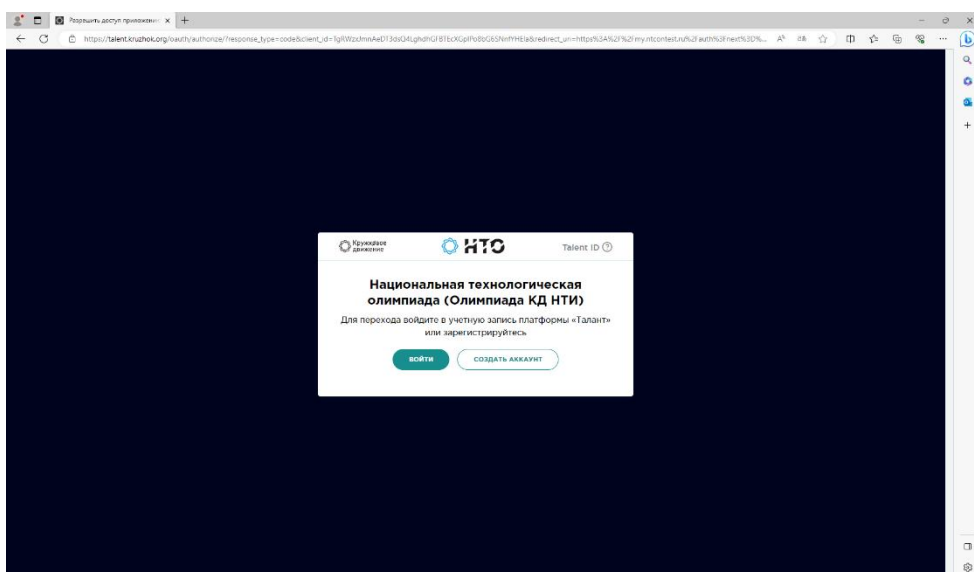 Разрешить доступ приложению
https://talent.kruzhok.org/oauth/authorize/?response_type=code&client_id=
Кружковое
движение
НТО
Talent ID
Национальная технологическая
олимпиада (Олимпиада КД НТИ)
Для перехода войдите в учетную запись платформы «Талант»
или зарегистрируйтесь
ВОЙТИ
СОЗДАТЬ АККАУНТ